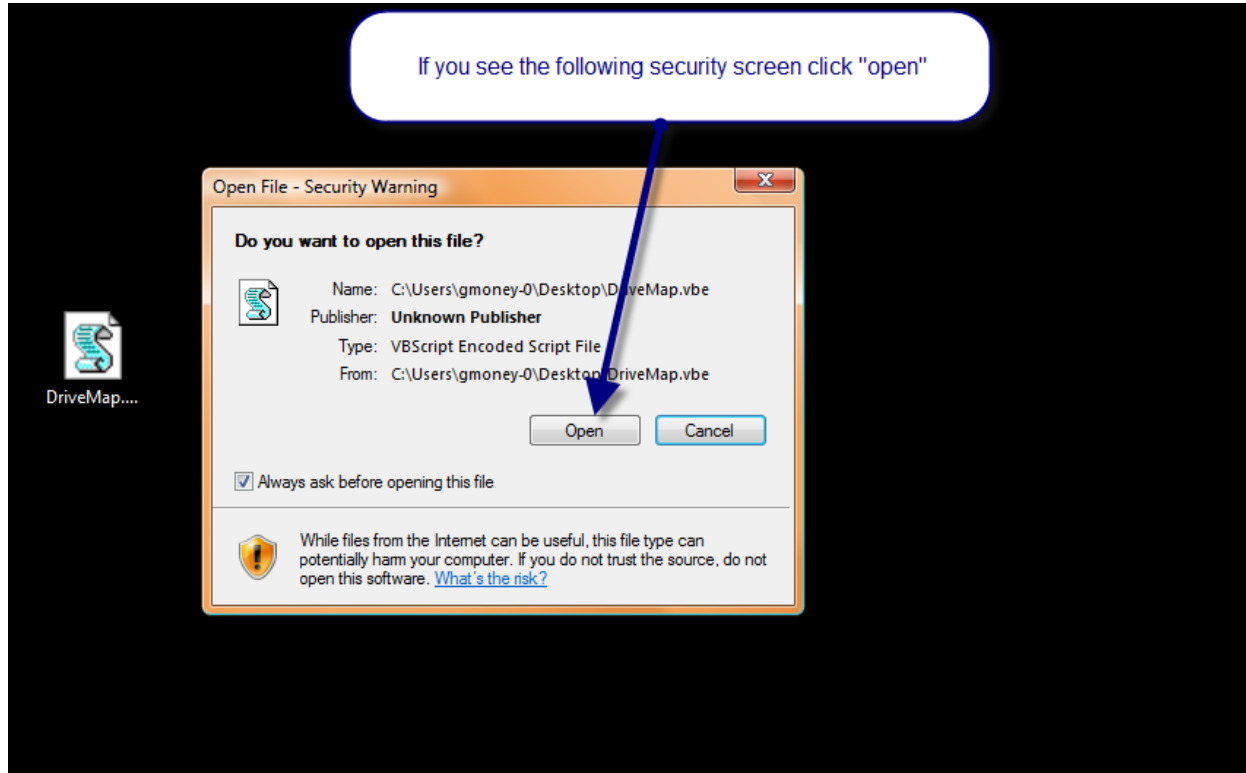 If you see the following security screen click "open"
Open File - Security Warning
Do you want to open this file?
Name: C:\Users\gmoney-0\Desktop\DriveMap.vbe
Publisher: Unknown Publisher
Type: VBScript Encoded Script File
From: C:\Users\gmoney-0\Desktop\DriveMap.vbe
DriveMap....
Open Cancel
Always ask before opening this file
While files from the Internet can be useful, this file type can
potentially harm your computer. If you do not trust the source, do not
open this software. What's the risk?